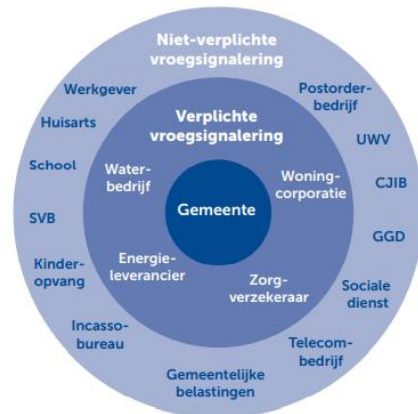 Niet-verplichte
vroegsignalering
Werkgever
Postorder-
bedrijf
Huisarts
UWV
School
CJIB
SVB
GGD
Kinder-
opvang
Sociale
dienst
Incasso-
bureau
Telecom-
bedrijf
Gemeentelijke
belastingen
Verplichte
vroegsignalering
Water-
bedrijf
Woning-
corporatie
Energie-
leverancier
Zorg-
verzekeraar
Gemeente